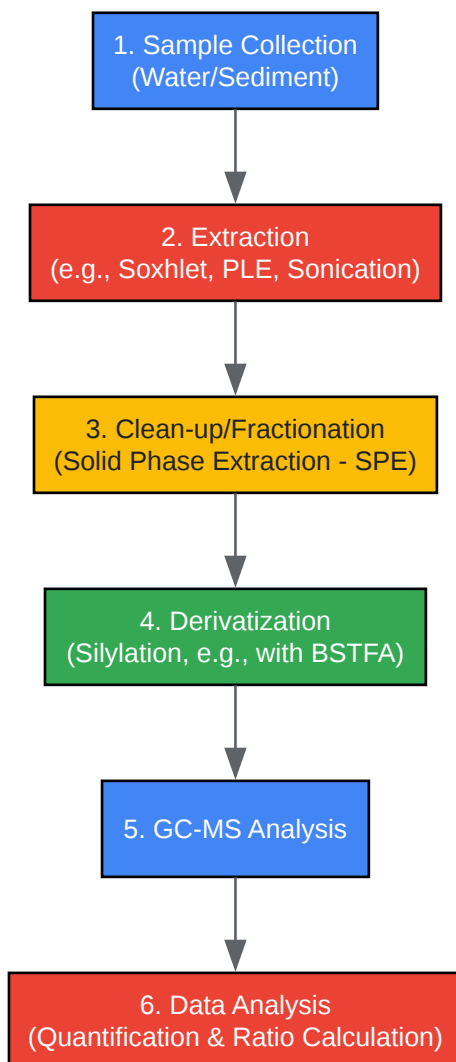 1. Sample Collection
(Water/Sediment)
2. Extraction
(e.g., Soxhlet, PLE, Sonication)
3. Clean-up/Fractionation
(Solid Phase Extraction - SPE)
4. Derivatization
(Silylation, e.g., with BSTFA)
5. GC-MS Analysis
6. Data Analysis
(Quantification & Ratio Calculation)